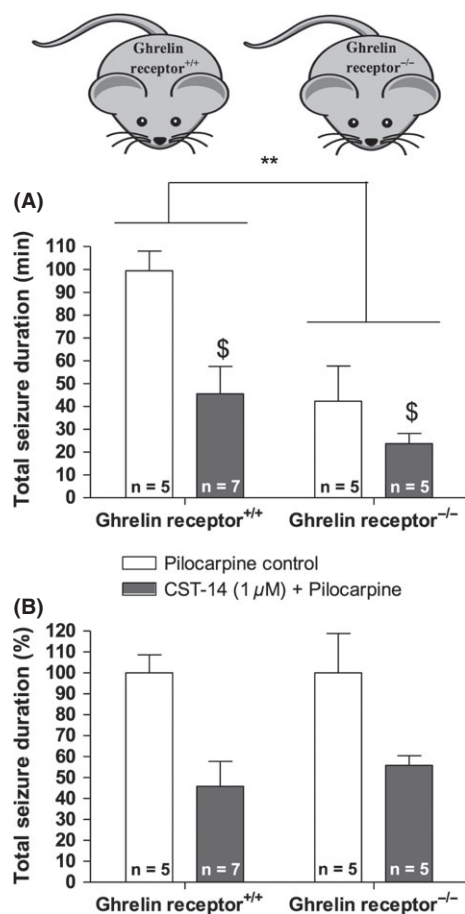 Ghrelin
receptor+/+
Ghrelin
receptor−/−
**
(A)
Total seizure duration (min)
110
100
90
80
70
60
50
40
30
20
10
0
$
$
n = 5
n = 7
n = 5
n = 5
Ghrelin receptor+/+
Ghrelin receptor−/−
Pilocarpine control
CST-14 (1 µM) + Pilocarpine
(B)
Total seizure duration (%)
120
110
100
90
80
70
60
50
40
30
20
10
0
n = 5
n = 7
n = 5
n = 5
Ghrelin receptor+/+
Ghrelin receptor−/−